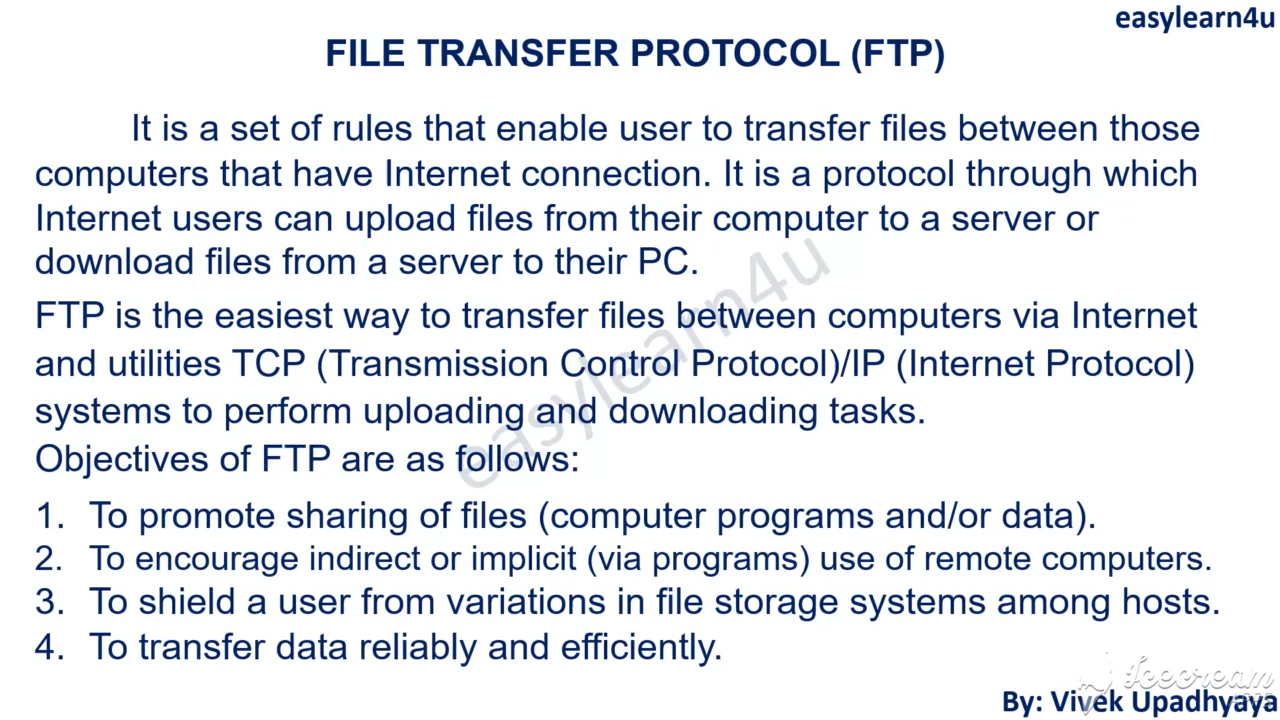 easylearn4u
FILE TRANSFER PROTOCOL (FTP)
It is a set of rules that enable user to transfer files between those
computers that have Internet connection. It is a protocol through which
Internet users can upload files from their computer to a server or
download files from a server to their PC.
FTP is the easiest way to transfer files between computers via Internet
and utilities TCP (Transmission Control Protocol)/IP (Internet Protocol)
systems to perform uploading and downloading tasks.
easylearn4u
Objectives of FTP are as follows:
1. To promote sharing of files (computer programs and/or data).
2. To encourage indirect or implicit (via programs) use of remote computers.
3. To shield a user from variations in file storage systems among hosts.
4. To transfer data reliably and efficiently.
Icecream
APPS
By: Vivek Upadhyaya